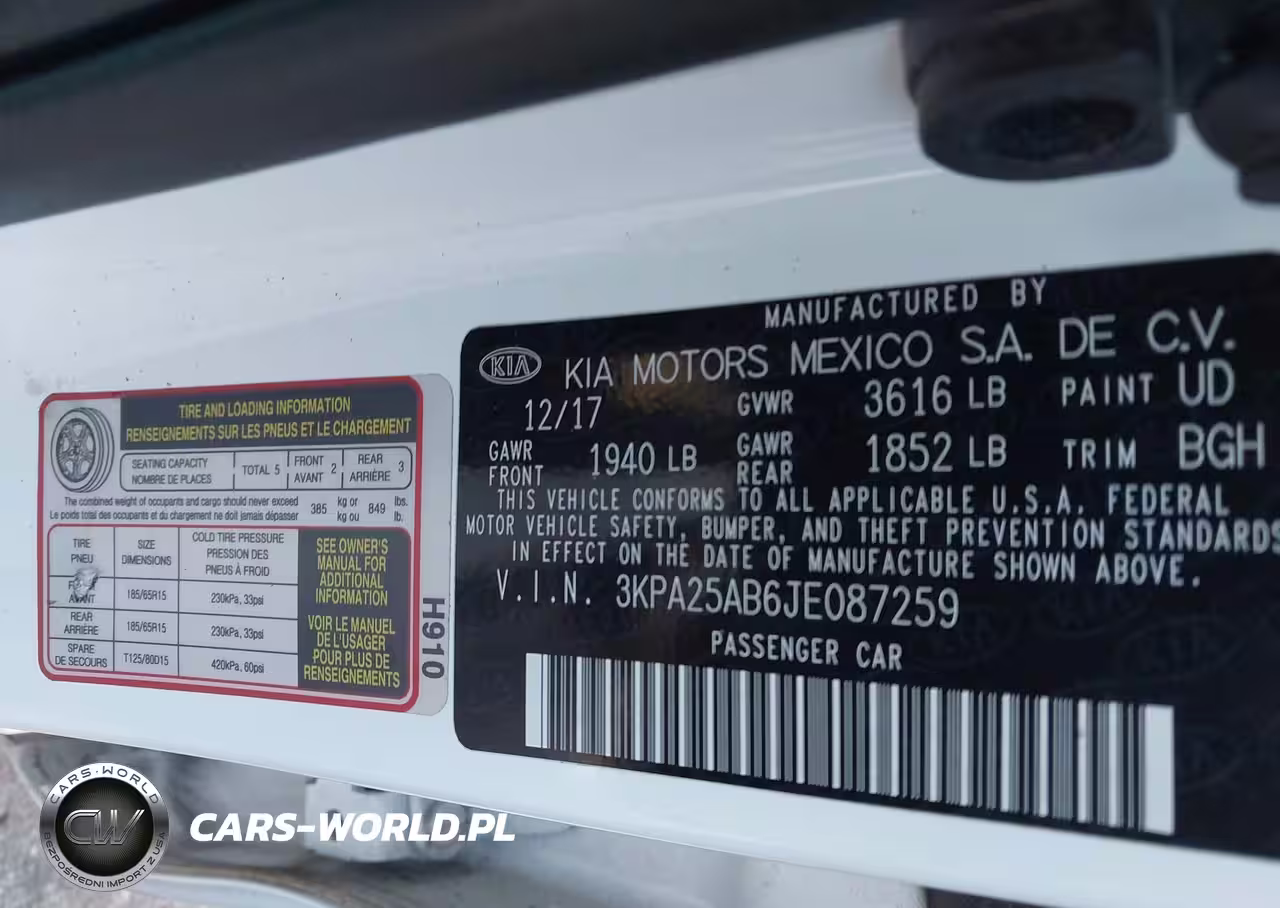 TIRE AND LOADING INFORMATION
RENSEIGNEMENTS SUR LES PNEUS ET LE CHARGEMENT
SEATING CAPACITY
NOMBRE DE PLACES
TOTAL 5
FRONT
AVANT
2
REAR
ARRIÈRE
3
The combined weight of occupants and cargo should never exceed
Le poids total des occupants et du chargement ne doit jamais dépasser
385
kg or
kg ou
849
lbs.
lb.
TIRE
PNEU
SIZE
DIMENSIONS
COLD TIRE PRESSURE
PRESSION DES
PNEUS À FROID
AVANT
185/65R15
230kPa, 33psi
REAR
ARRIÈRE
185/65R15
230kPa, 33psi
SPARE
DE SECOURS
T125/80D15
420kPa, 60psi
SEE OWNER'S
MANUAL FOR
ADDITIONAL
INFORMATION
VOIR LE MANUEL
DE L'USAGER
POUR PLUS DE
RENSEIGNEMENTS
H910
MANUFACTURED BY
KIA KIA MOTORS MEXICO S.A. DE C.V.
12/17 GVWR 3616 LB PAINT UD
GAWR
FRONT
1940 LB
GAWR
REAR
1852 LB TRIM BGH
THIS VEHICLE CONFORMS TO ALL APPLICABLE U.S.A. FEDERAL
MOTOR VEHICLE SAFETY, BUMPER, AND THEFT PREVENTION STANDARDS
IN EFFECT ON THE DATE OF MANUFACTURE SHOWN ABOVE.
V.I.N. 3KPA25AB6JE087259
PASSENGER CAR
CARS-WORLD
CW
BEZPOŚREDNI IMPORT Z USA
CARS-WORLD.PL